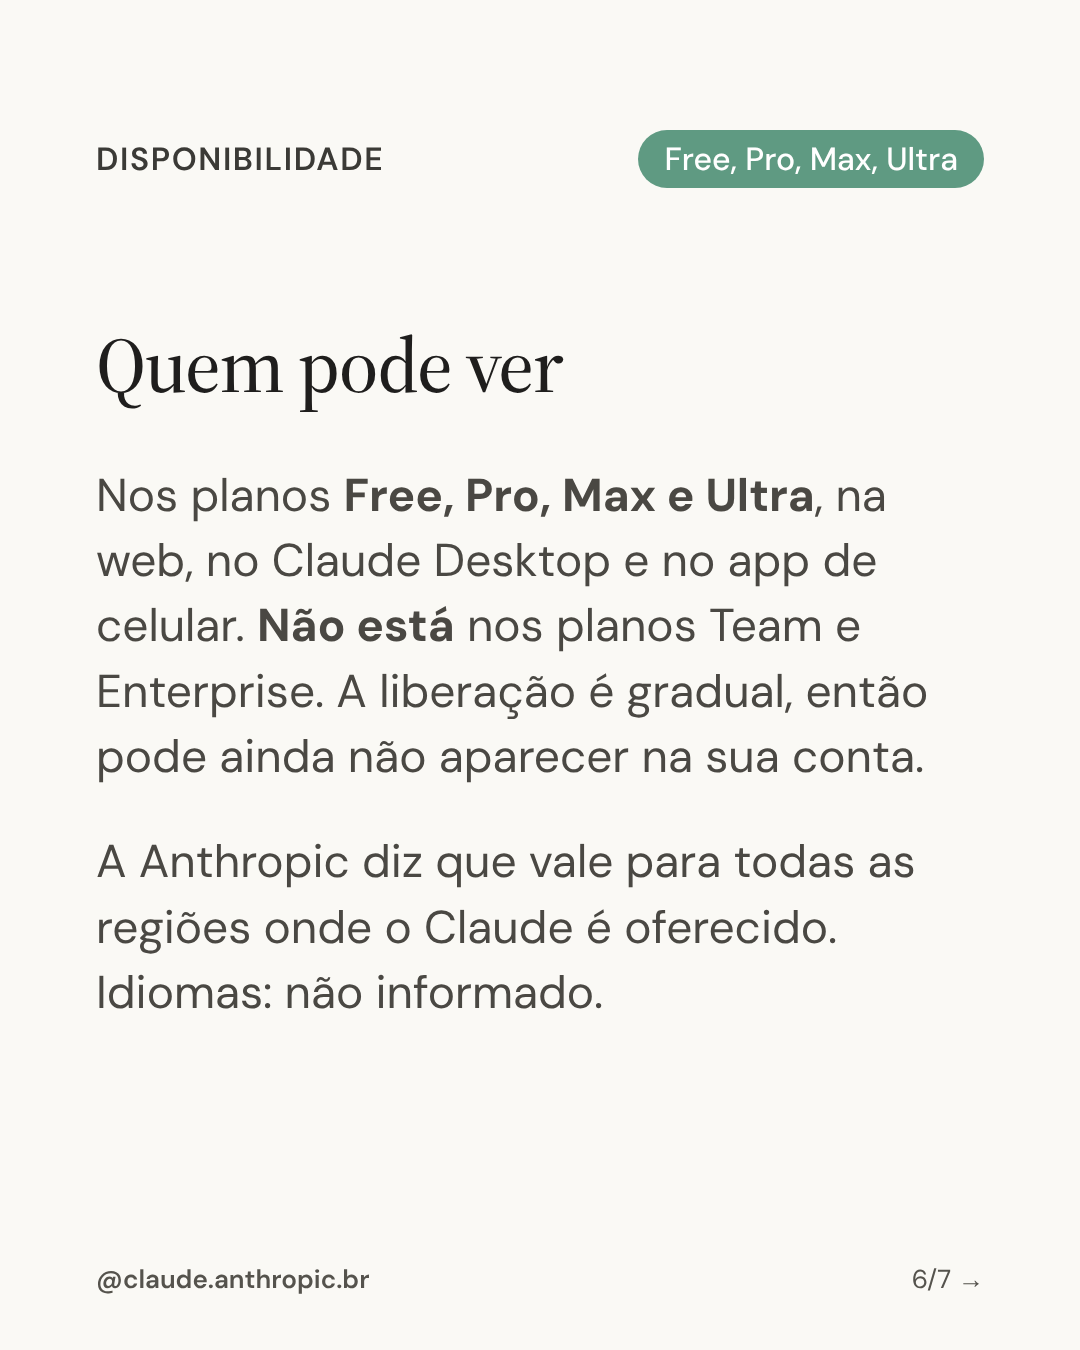 DISPONIBILIDADE
Free, Pro, Max, Ultra
Quem pode ver
Nos planos Free, Pro, Max e Ultra, na
web, no Claude Desktop e no app de
celular. Não está nos planos Team e
Enterprise. A liberação é gradual, então
pode ainda não aparecer na sua conta.
A Anthropic diz que vale para todas as
regiões onde o Claude é oferecido.
Idiomas: não informado.
@claude.anthropic.br
6/7 →